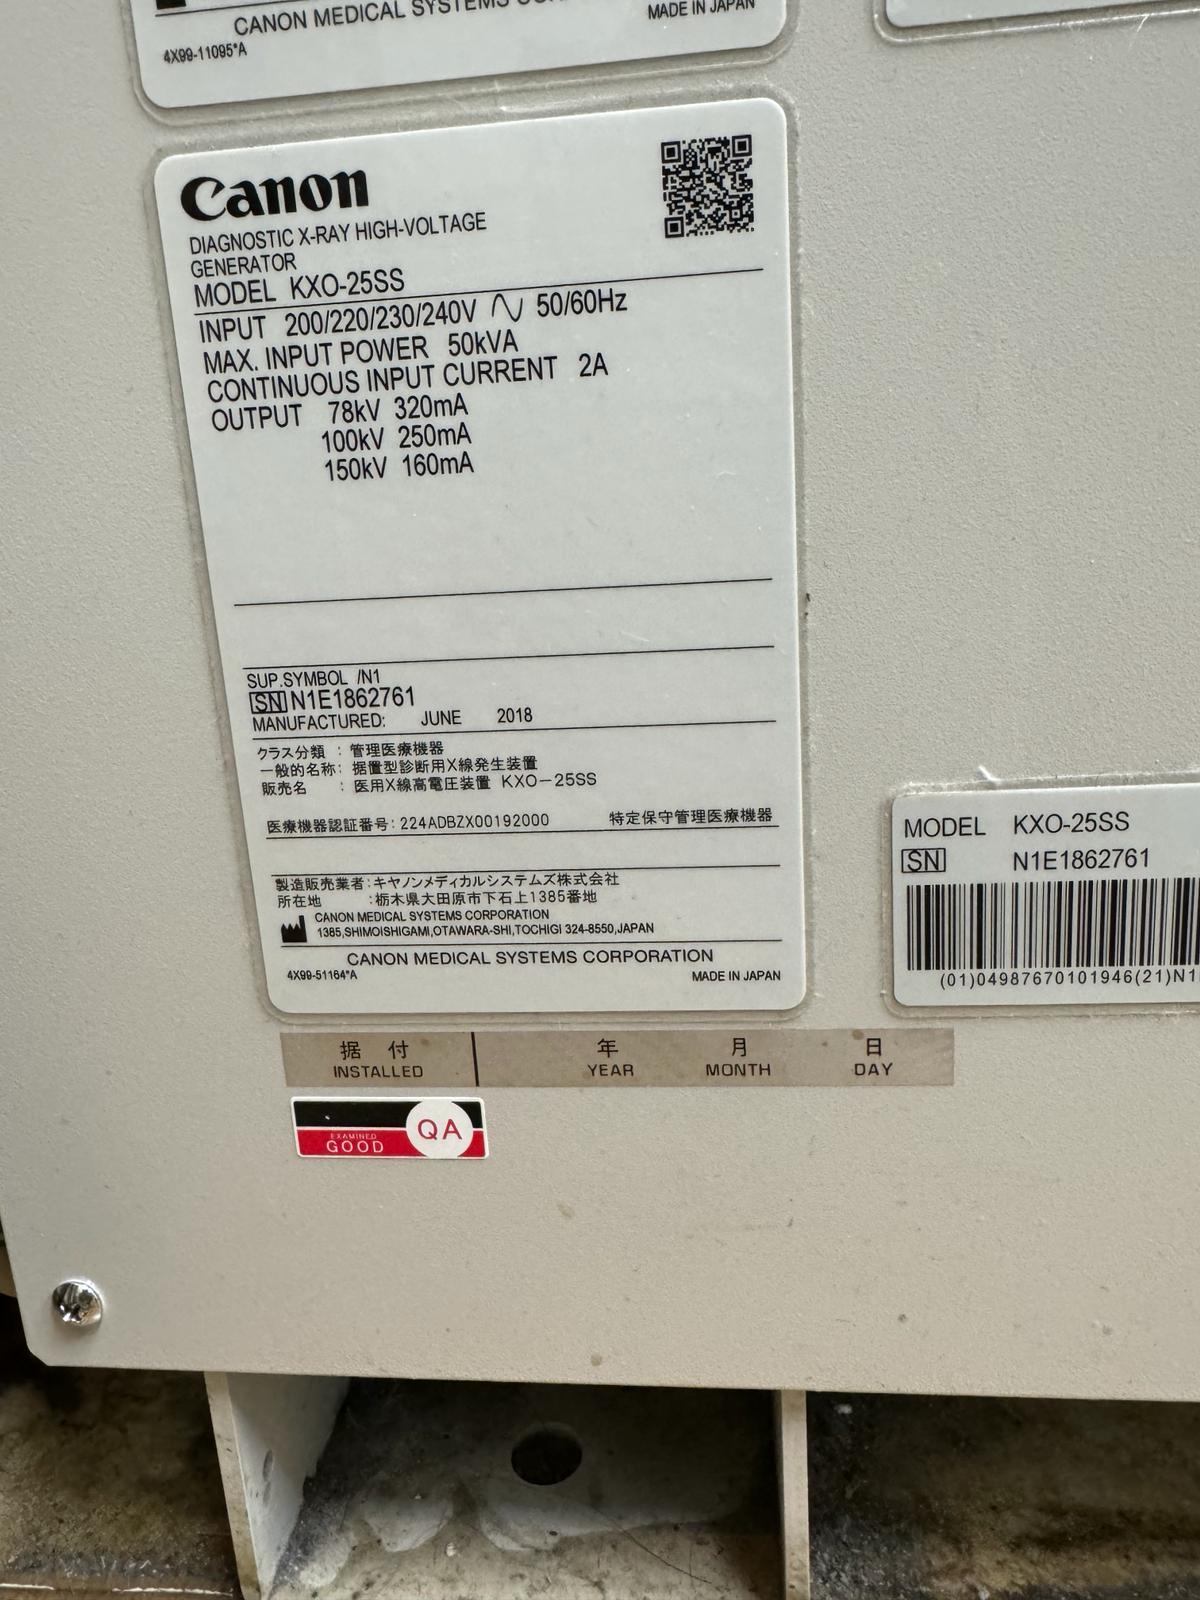 CANON MEDICAL SYSTEMS
MADE IN JAPAN
4X99-11095*A
Canon
DIAGNOSTIC X-RAY HIGH-VOLTAGE
GENERATOR
MODEL KXO-25SS
INPUT 200/220/230/240V ∿ 50/60Hz
MAX. INPUT POWER 50kVA
CONTINUOUS INPUT CURRENT 2A
OUTPUT 78kV 320mA
100kV 250mA
150kV 160mA
SUP.SYMBOL /N1
SN N1E1862761
MANUFACTURED: JUNE 2018
クラス分類 : 管理医療機器
一般的名称: 据置型診断用X線発生装置
販売名 : 医用X線高電圧装置 KXO-25SS
医療機器認証番号: 224ADBZX00192000 特定保守管理医療機器
製造販売業者:キヤノンメディカルシステムズ株式会社
所在地 :栃木県大田原市下石上1385番地
CANON MEDICAL SYSTEMS CORPORATION
1385,SHIMOISHIGAMI,OTAWARA-SHI,TOCHIGI 324-8550,JAPAN
CANON MEDICAL SYSTEMS CORPORATION
4X99-51164*A MADE IN JAPAN
MODEL KXO-25SS
SN N1E1862761
(01)04987670101946(21)N1
据付 年 月 日
INSTALLED YEAR MONTH DAY
EXAMINED
GOOD
QA